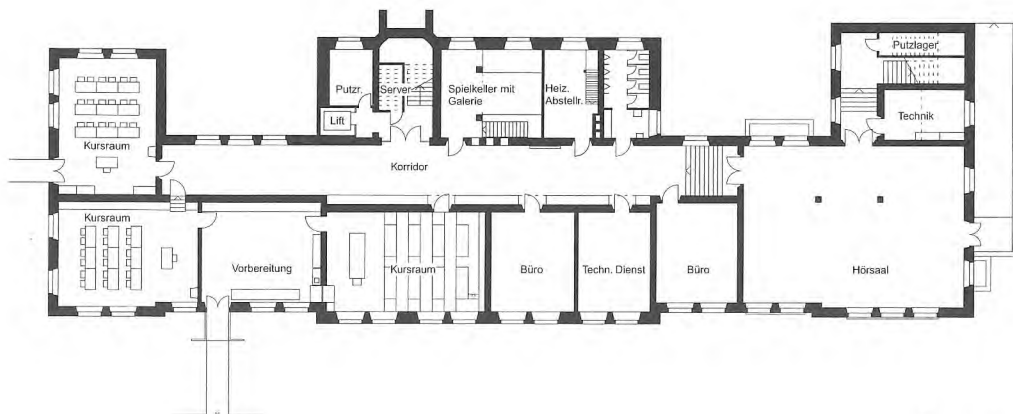 Putzlager
Putzr.
Server
Spielkeller mit
Galerie
Heiz.
Abstellr.
Lift
Technik
Kursraum
Korridor
Kursraum
Vorbereitung
Kursraum
Büro
Techn. Dienst
Büro
Hörsaal